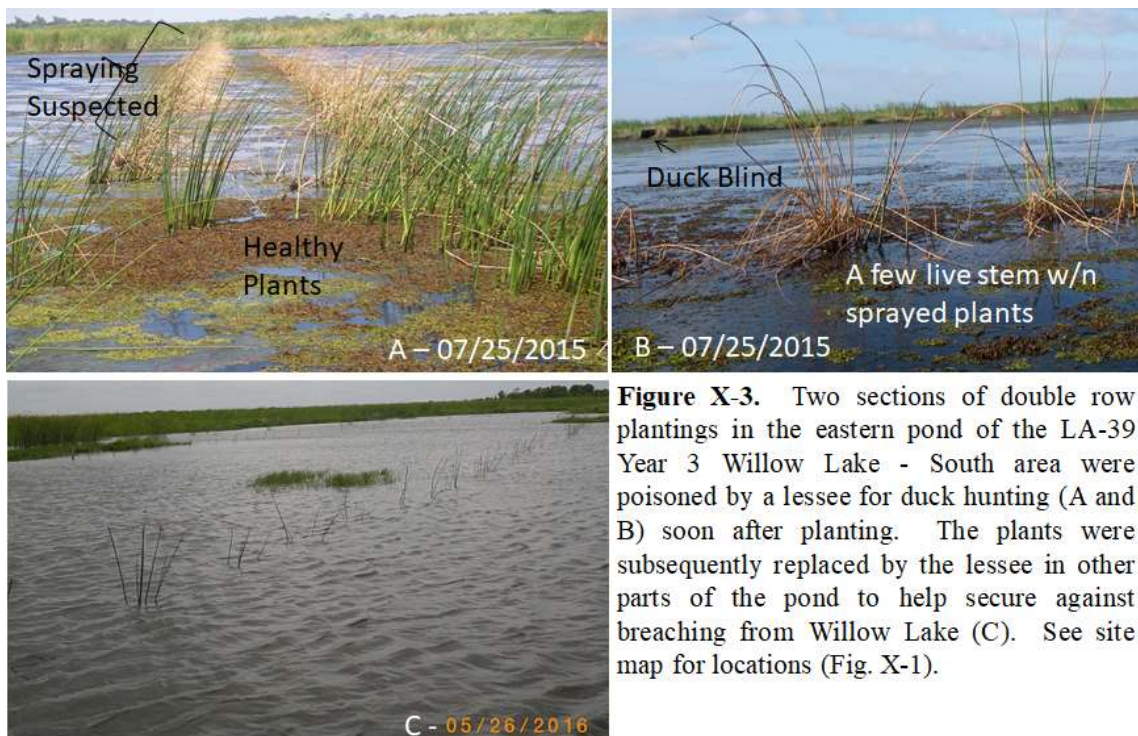 Spraying
Suspected
Healthy
Plants
A – 07/25/2015
Duck Blind
A few live stem w/n
sprayed plants
B – 07/25/2015
C - 05/26/2016
Figure X-3. Two sections of double row
plantings in the eastern pond of the LA-39
Year 3 Willow Lake - South area were
poisoned by a lessee for duck hunting (A and
B) soon after planting. The plants were
subsequently replaced by the lessee in other
parts of the pond to help secure against
breaching from Willow Lake (C). See site
map for locations (Fig. X-1).